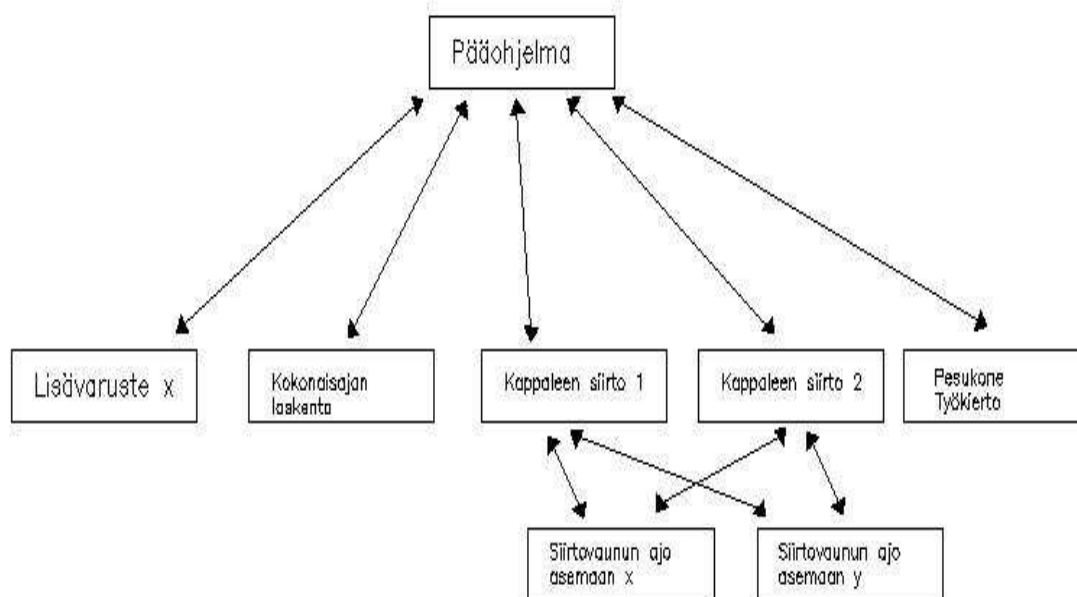 Pääohjelma
Lisävaruste x
Kokonaisajan
laskenta
Kappaleen siirto 1
Kappaleen siirto 2
Pesukone
Työkierto
Siirtovaunun ajo
asemaan x
Siirtovaunun ajo
asemaan y